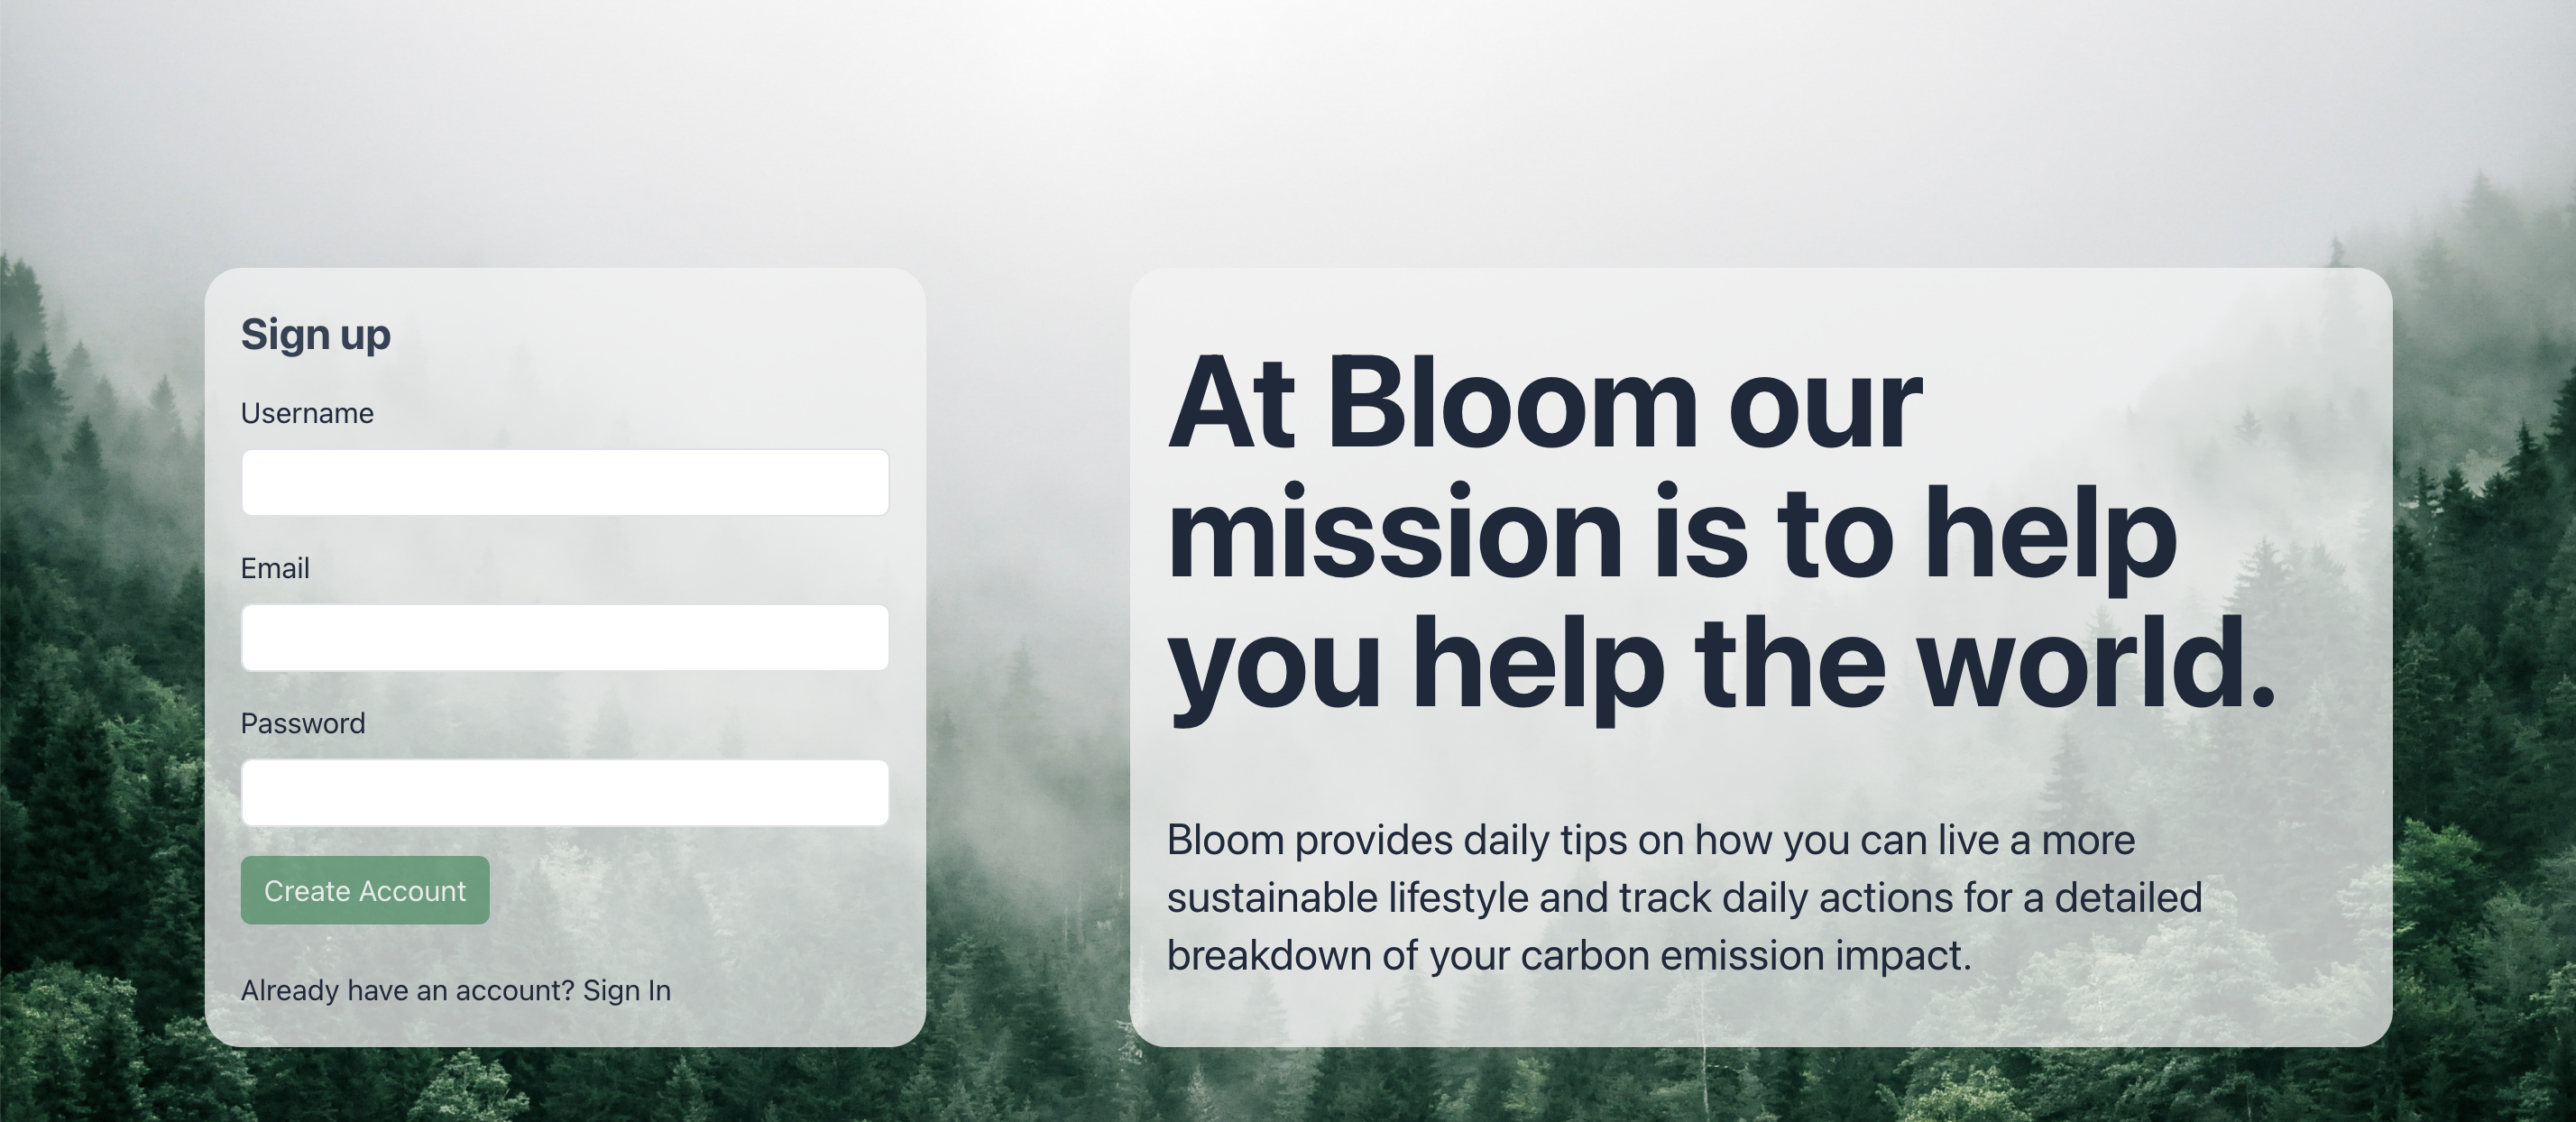 Sign up
Username
Email
Password
Create Account
Already have an account? Sign In
At Bloom our
mission is to help
you help the world.
Bloom provides daily tips on how you can live a more
sustainable lifestyle and track daily actions for a detailed
breakdown of your carbon emission impact.